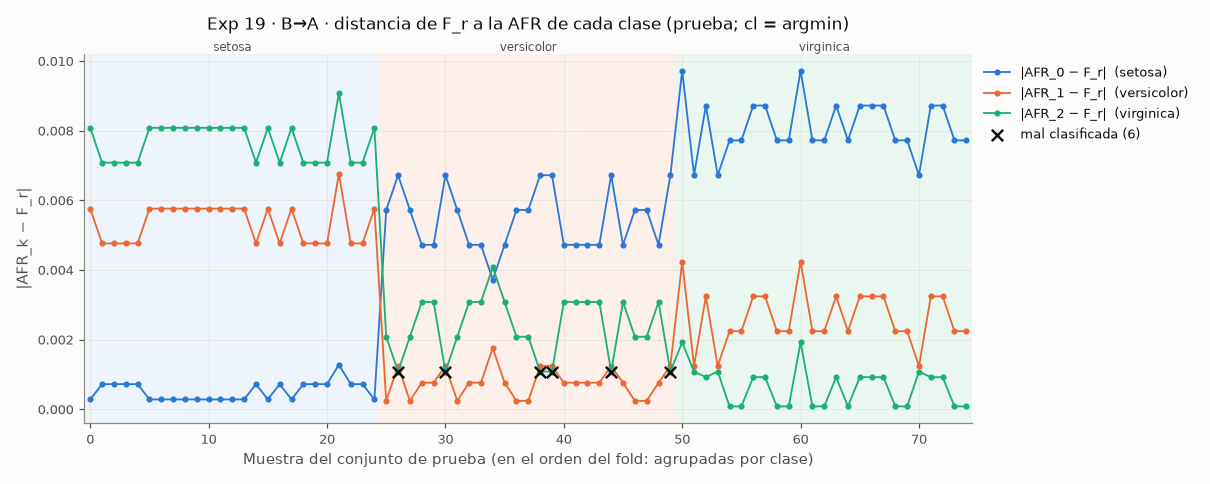 Exp 19 · B→A · distancia de F_r a la AFR de cada clase (prueba; cl = argmin)
setosa
versicolor
virginica
0.010
0.008
0.006
0.004
0.002
0.000
|AFR_k − F_r|
0
10
20
30
40
50
60
70
Muestra del conjunto de prueba (en el orden del fold: agrupadas por clase)
|AFR_0 − F_r| (setosa)
|AFR_1 − F_r| (versicolor)
|AFR_2 − F_r| (virginica)
mal clasificada (6)